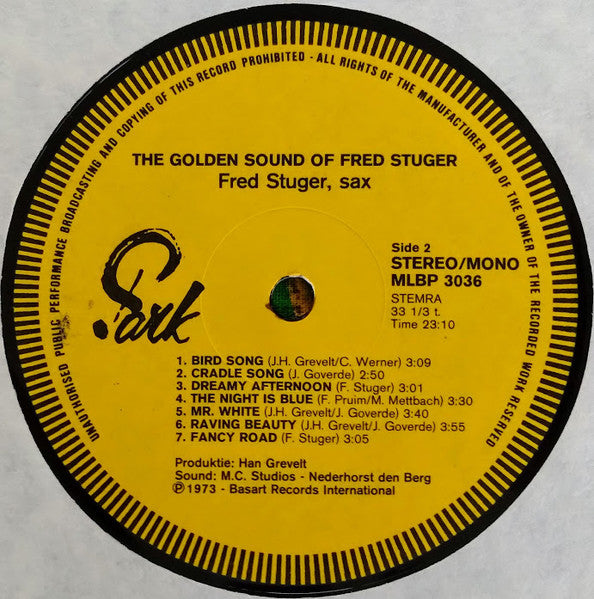 UNAUTHORISED PUBLIC PERFORMANCE BROADCASTING AND COPYING OF THIS RECORD PROHIBITED - ALL RIGHTS OF THE MANUFACTURER AND OF THE OWNER OF THE RECORDED WORK RESERVED
THE GOLDEN SOUND OF FRED STUGER
Fred Stuger, sax
Sark
Side 2
STEREO/MONO
MLBP 3036
STEMRA
33 1/3 t.
Time 23:10
1. BIRD SONG (J.H. Grevelt/C. Werner) 3:09
2. CRADLE SONG (J. Goverde) 2:50
3. DREAMY AFTERNOON (F. Stuger) 3:01
4. THE NIGHT IS BLUE (F. Pruim/M. Mettbach) 3:30
5. MR. WHITE (J.H. Grevelt/J. Goverde) 3:40
6. RAVING BEAUTY (J.H. Grevelt/J. Goverde) 3:55
7. FANCY ROAD (F. Stuger) 3:05
Produktie: Han Grevelt
Sound: M.C. Studios - Nederhorst den Berg
℗ 1973 - Basart Records International